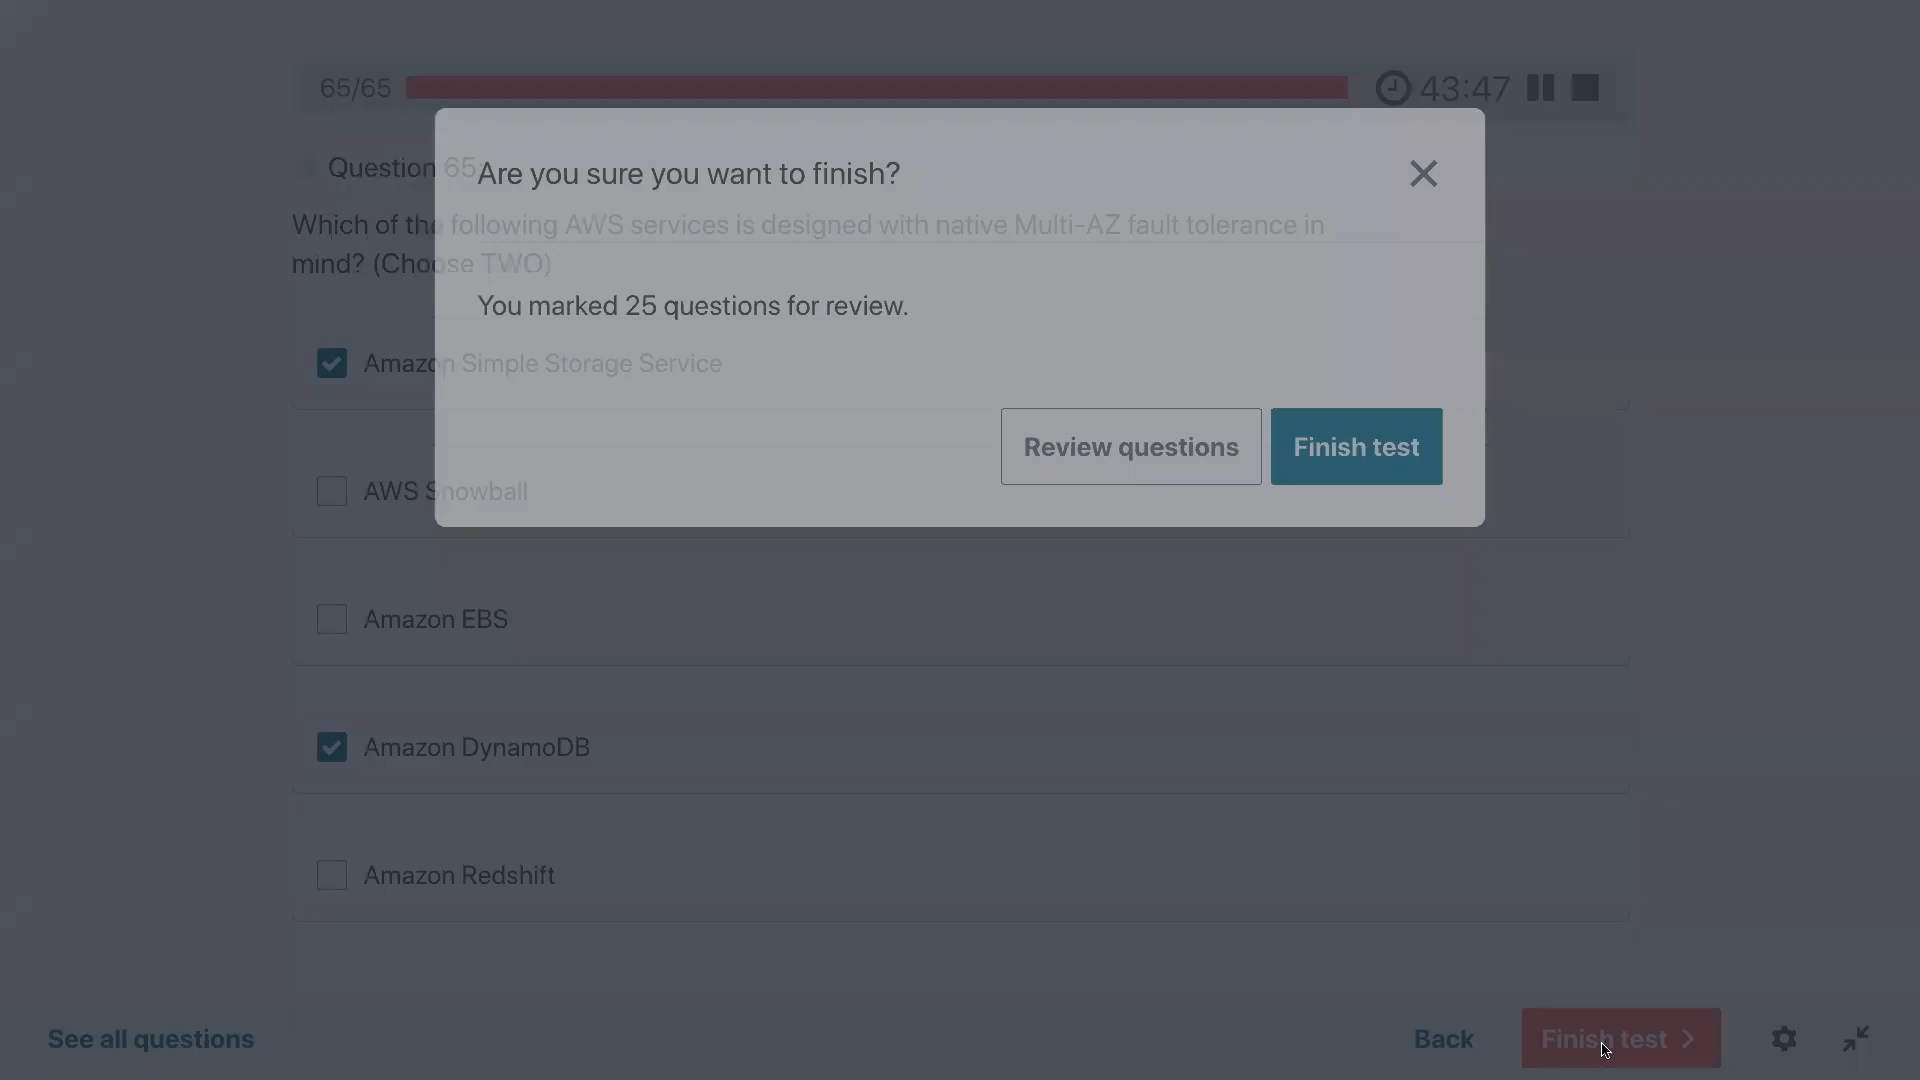 65/65
43:47
Question 65:
Are you sure you want to finish?
Which of the following AWS services is designed with native Multi-AZ fault tolerance in
mind? (Choose TWO)
You marked 25 questions for review.
Amazon Simple Storage Service
Review questions
Finish test
AWS Snowball
Amazon EBS
Amazon DynamoDB
Amazon Redshift
See all questions
Back
Finish test